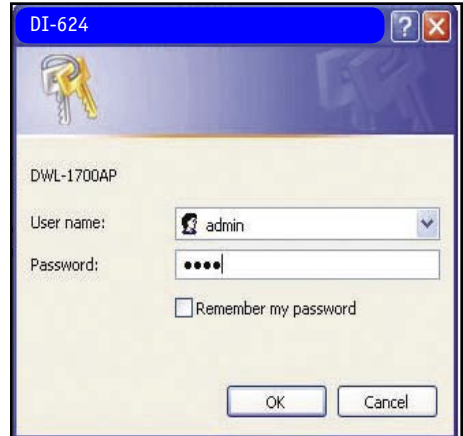 DI-624
DWL-1700AP
User name:
admin
Password:
••••
Remember my password
OK
Cancel